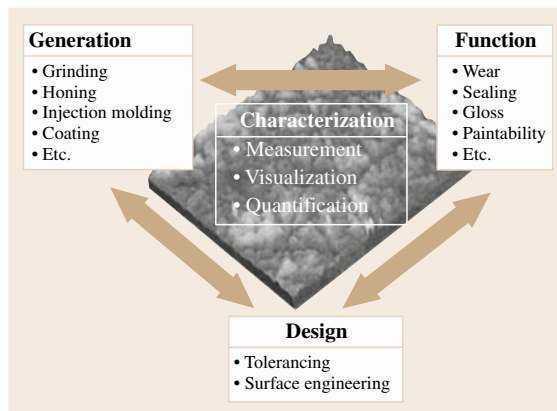 Generation
• Grinding
• Honing
• Injection molding
• Coating
• Etc.
Function
• Wear
• Sealing
• Gloss
• Paintability
• Etc.
Characterization
• Measurement
• Visualization
• Quantification
Design
• Tolerancing
• Surface engineering